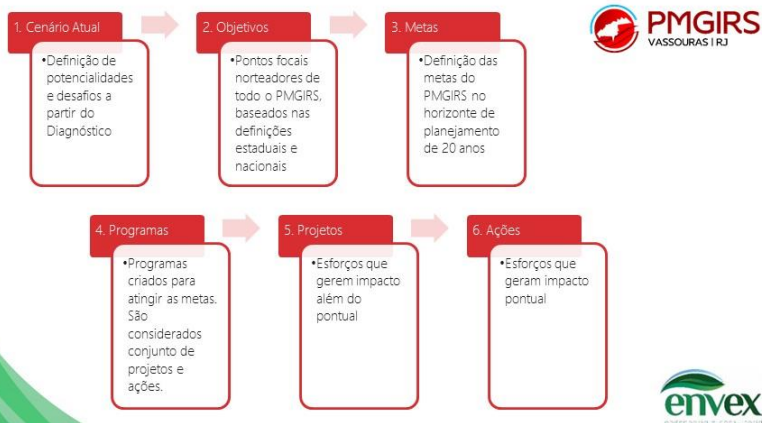 1. Cenário Atual
•Definição de
potencialidades
e desafios a
partir do
Diagnóstico
2. Objetivos
•Pontos focais
norteadores de
todo o PMGIRS,
baseados nas
definições
estaduais e
nacionais
3. Metas
•Definição das
metas do
PMGIRS no
horizonte de
planejamento
de 20 anos
PMGIRS
VASSOURAS | RJ
4. Programas
•Programas
criados para
atingir as metas.
São
considerados
conjunto de
projetos e
ações.
5. Projetos
•Esforços que
gerem impacto
além do
pontual
6. Ações
•Esforços que
geram impacto
pontual
envex